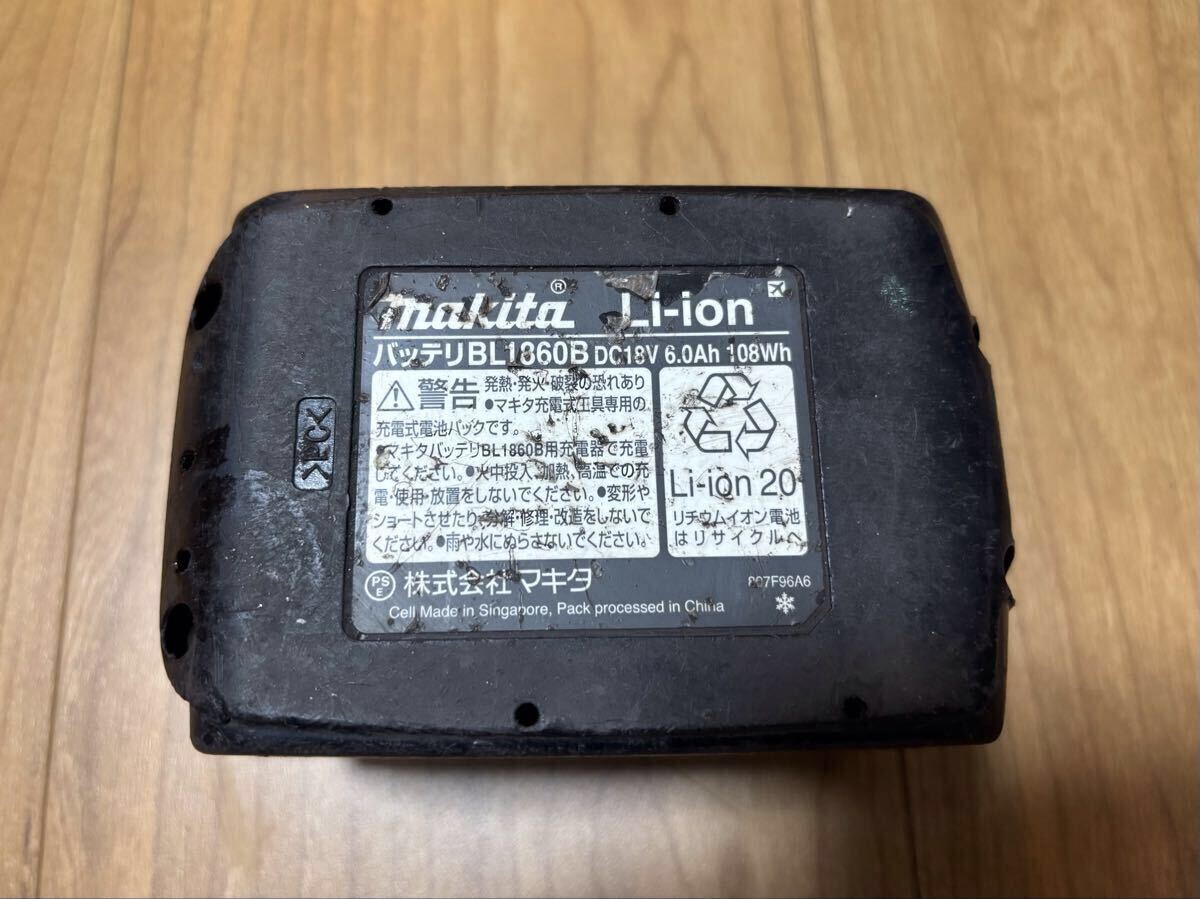 makita® Li-ion
バッテリBL1860B DC18V 6.0Ah 108Wh
警告 発熱・発火・破裂の恐れあり
●マキタ充電式工具専用の
充電式電池パックです。
●マキタバッテリBL1860B用充電器で充電
してください。●火中投入、加熱、高温での充
電・使用・放置をしないでください。●変形や
ショートさせたり、分解・修理・改造をしないで
ください。●雨や水にぬらさないでください。
Li-ion 20
リチウムイオン電池
はリサイクルへ
PSE 株式会社 マキタ
Cell Made in Singapore, Pack processed in China
>LC<